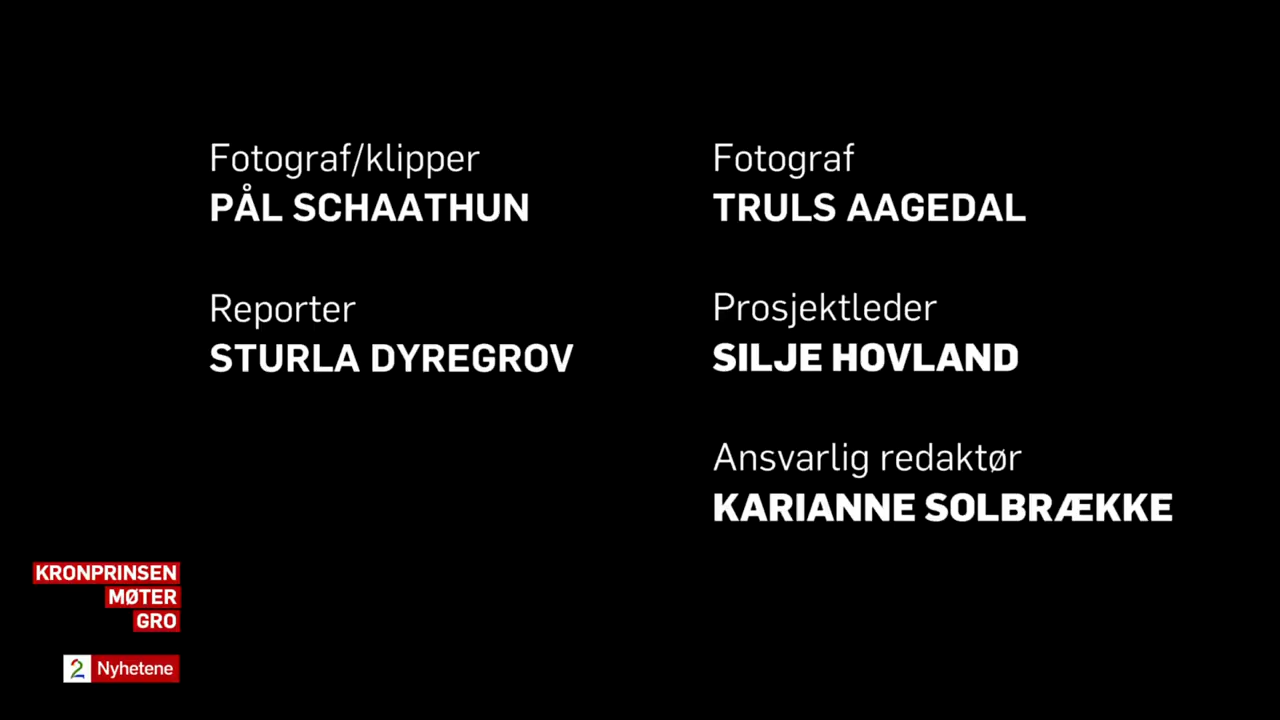 Fotograf/klipper
PÅL SCHAATHUN
Reporter
STURLA DYREGROV
Fotograf
TRULS AAGEDAL
Prosjektleder
SILJE HOVLAND
Ansvarlig redaktør
KARIANNE SOLBRÆKKE
KRONPRINSEN
MØTER
GRO
2 Nyhetene